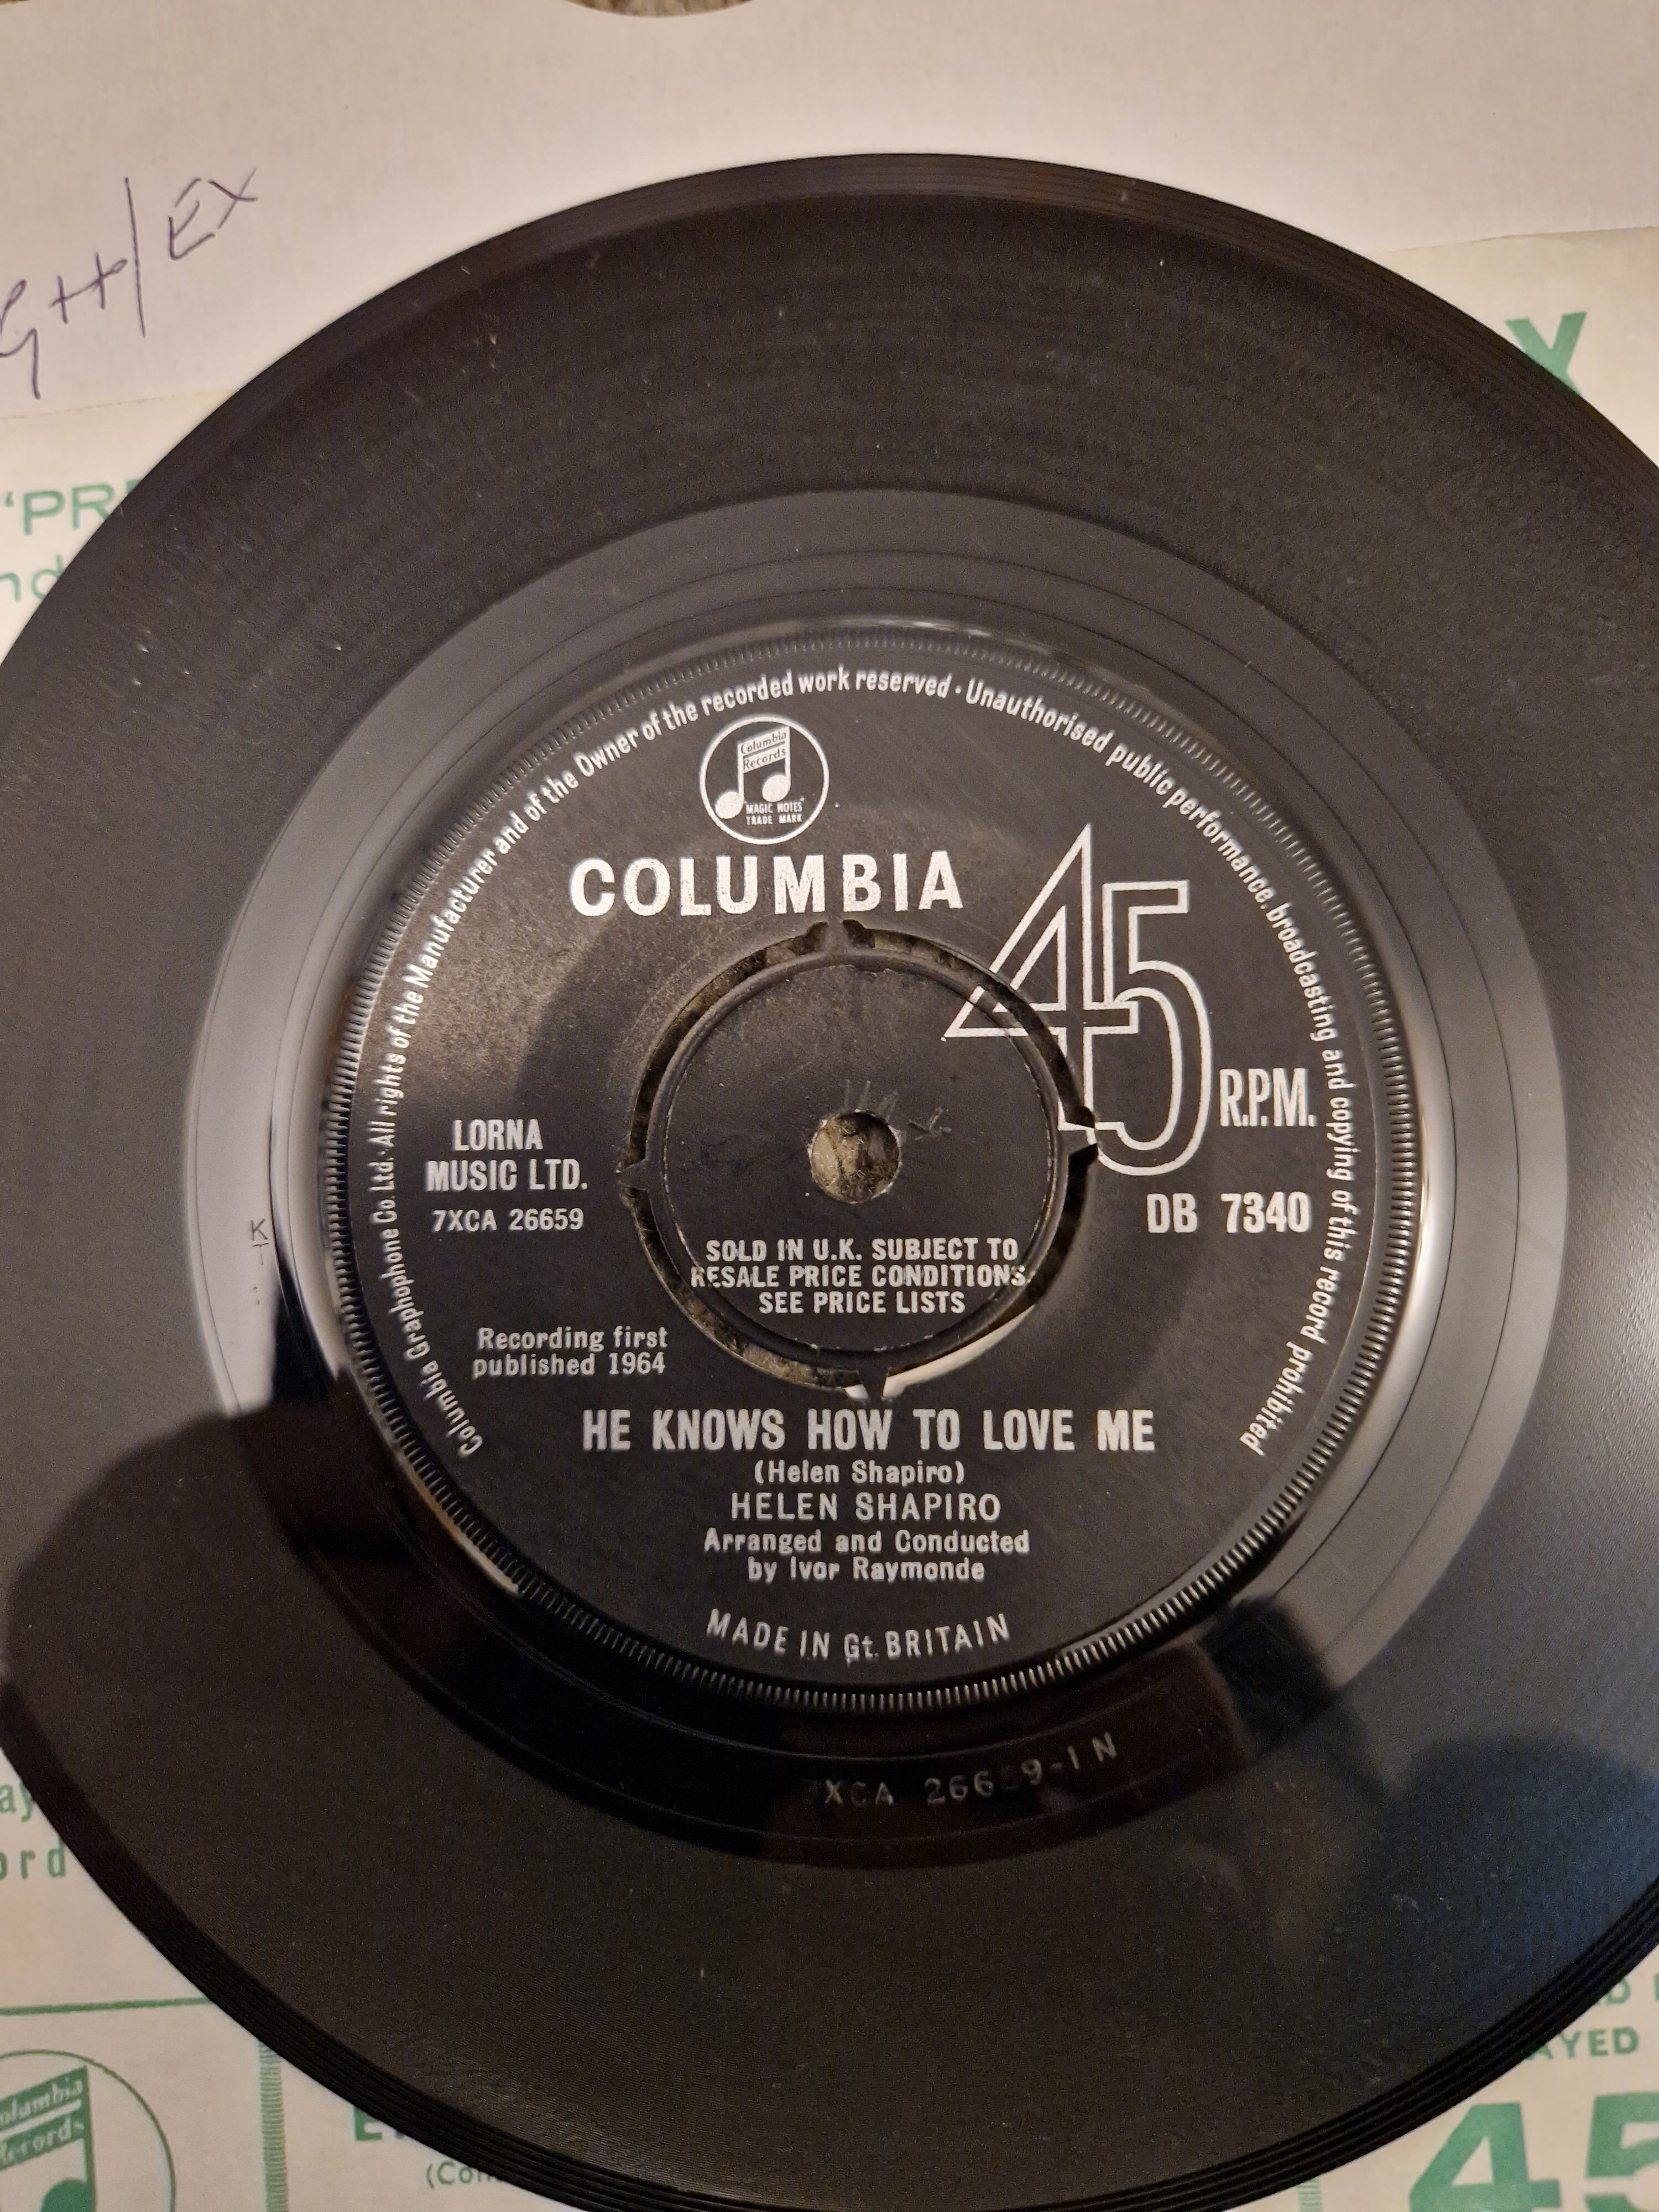 EX
X
Columbia Graphophone Co. Ltd. · All rights of the Manufacturer and of the Owner of the recorded work reserved · Unauthorised public performance, broadcasting and copying of this record prohibited
Columbia
Records
"MAGIC NOTES"
TRADE MARK
COLUMBIA
45
R.P.M.
LORNA
MUSIC LTD.
7XCA 26659
DB 7340
SOLD IN U.K. SUBJECT TO
RESALE PRICE CONDITIONS
SEE PRICE LISTS
Recording first
published 1964
HE KNOWS HOW TO LOVE ME
(Helen Shapiro)
HELEN SHAPIRO
Arranged and Conducted
by Ivor Raymonde
MADE IN Gt. BRITAIN
K
T
7XCA 26659-1 N
AYED
45